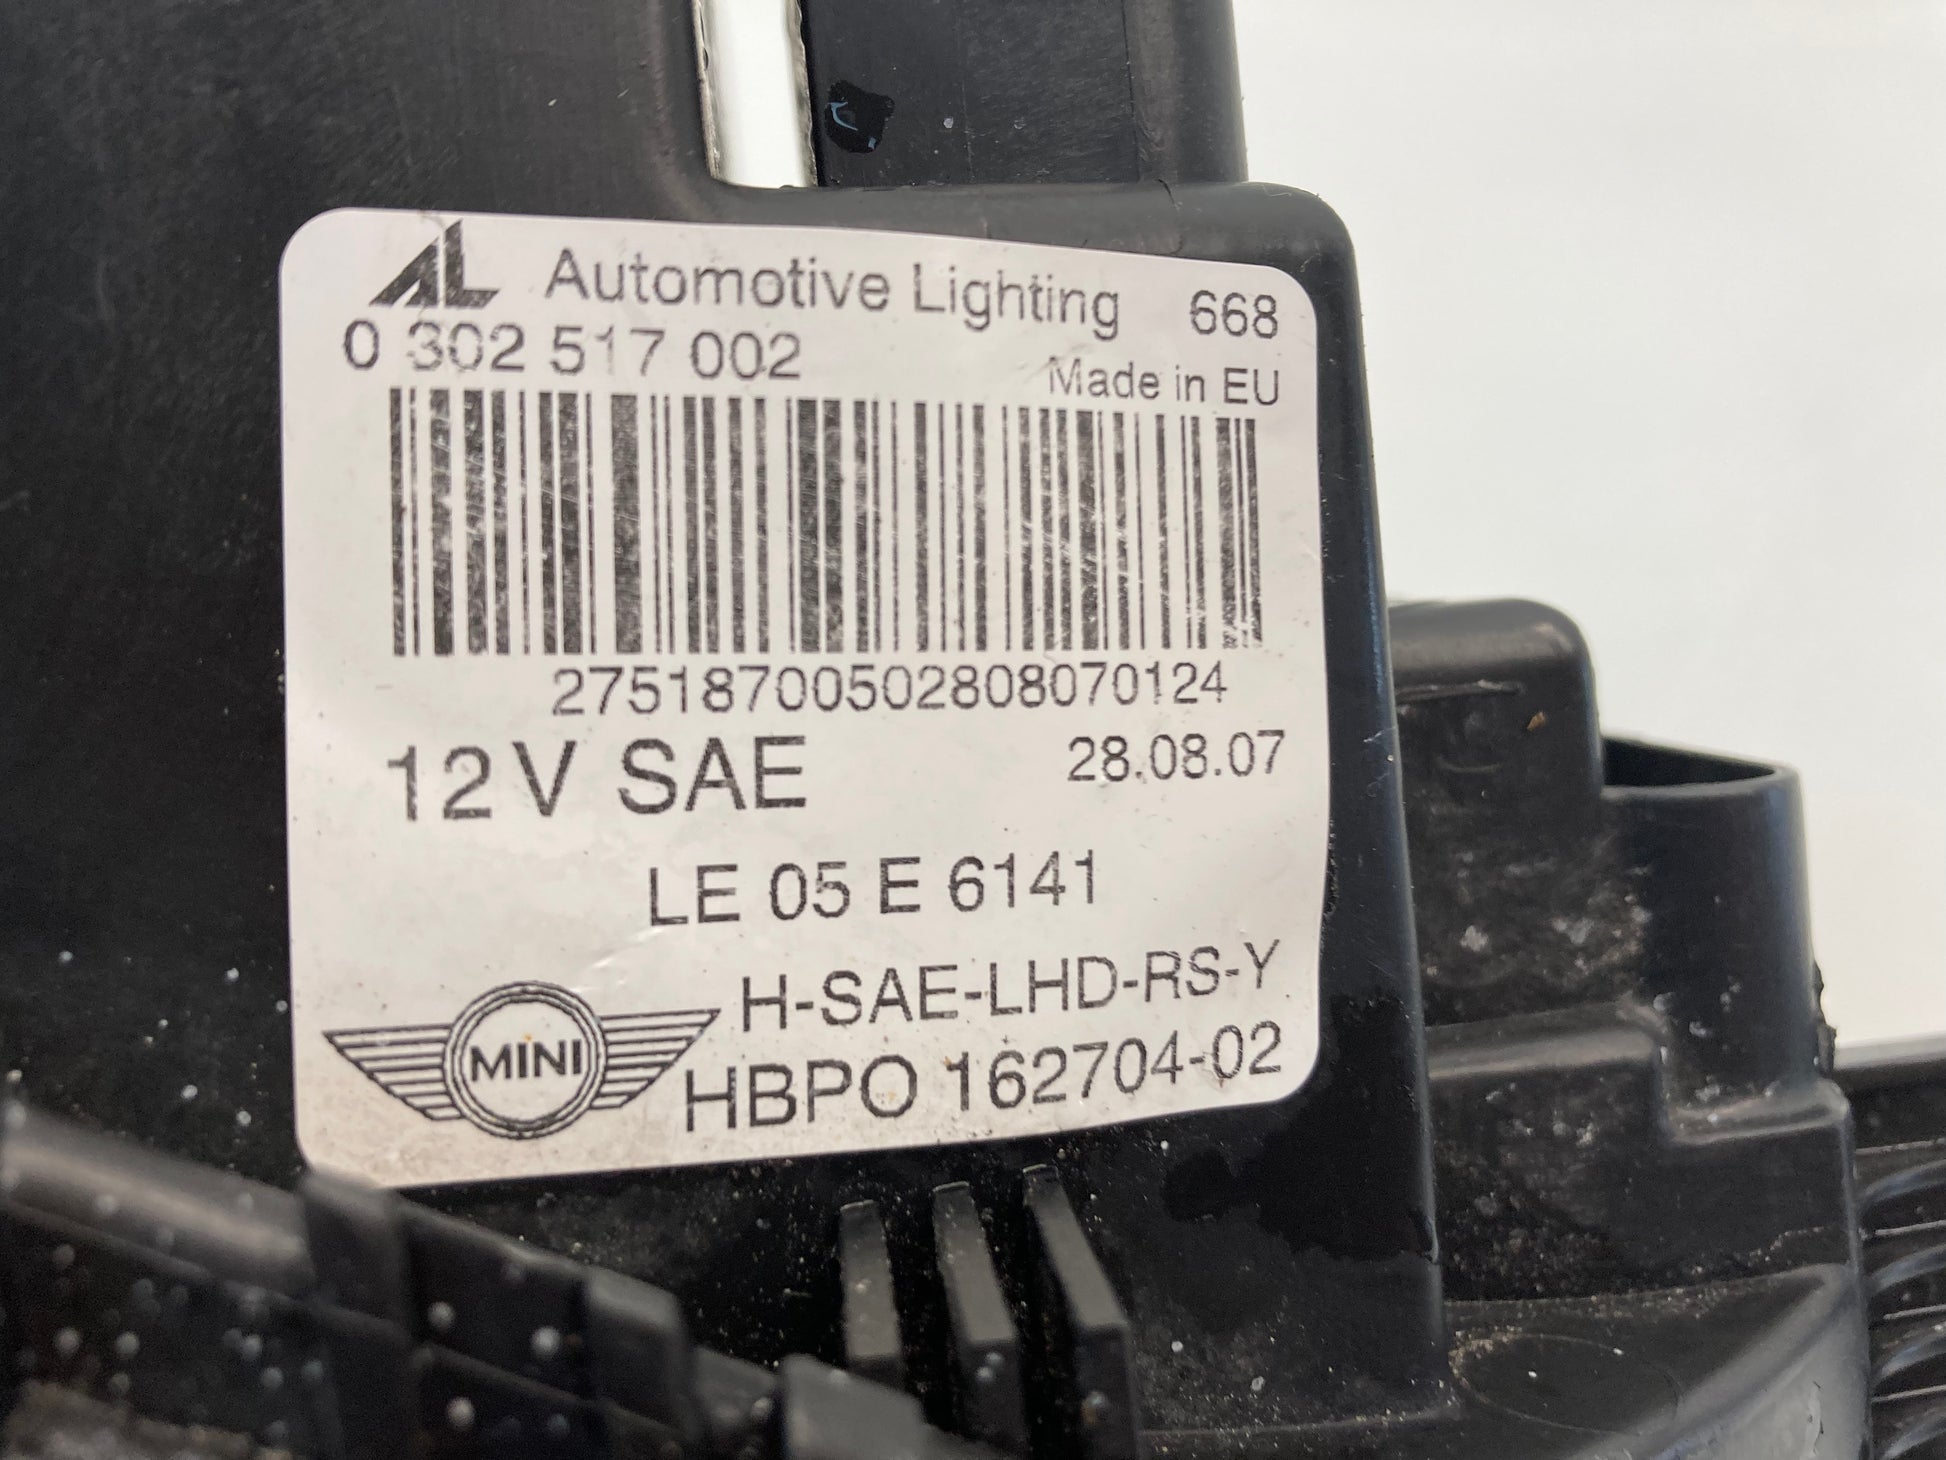 AL Automotive Lighting 668
0 302 517 002
Made in EU
27518700502808070124
12 V SAE 28.08.07
LE 05 E 6141
H-SAE-LHD-RS-Y
MINI
HBPO 162704-02